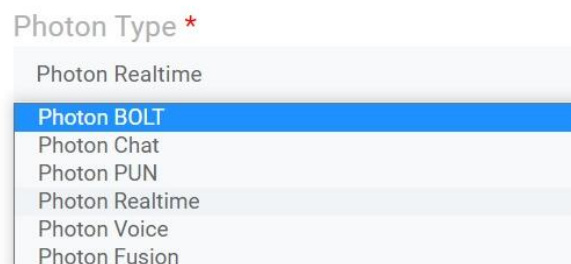 Photon Type *
Photon Realtime
Photon BOLT
Photon Chat
Photon PUN
Photon Realtime
Photon Voice
Photon Fusion